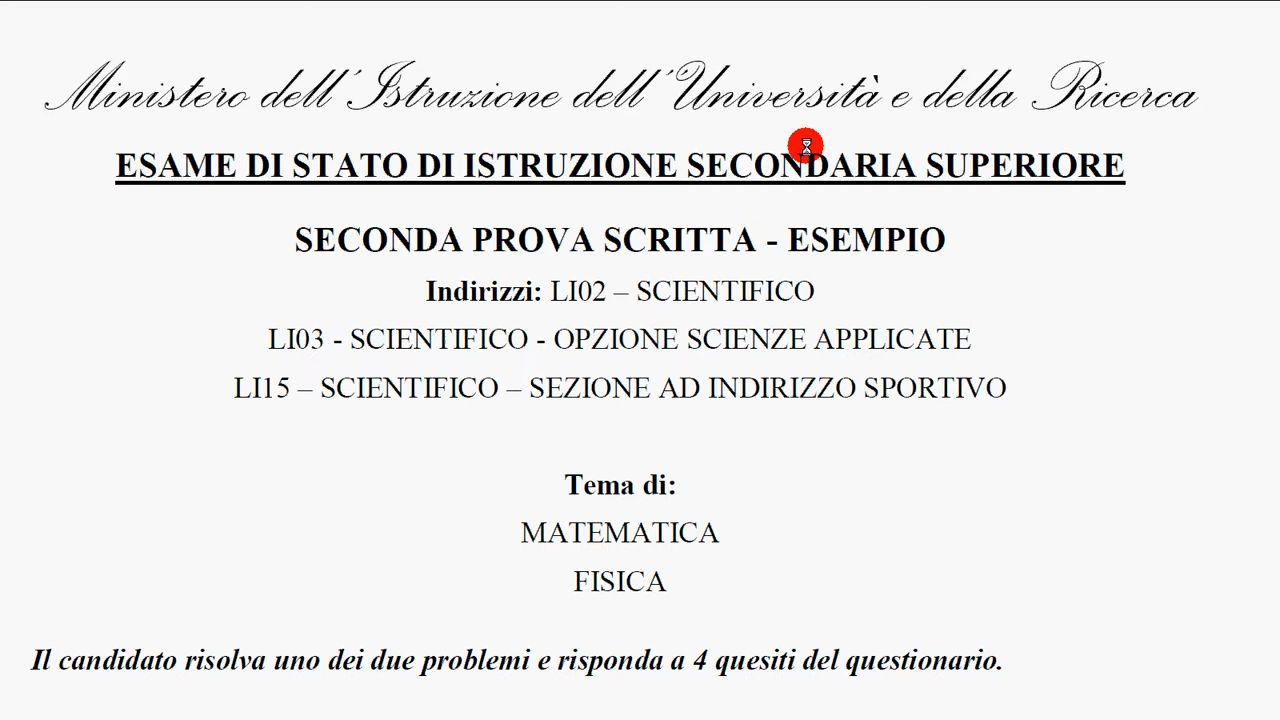 Ministero dell'Istruzione dell'Università e della Ricerca
ESAME DI STATO DI ISTRUZIONE SECONDARIA SUPERIORE
SECONDA PROVA SCRITTA - ESEMPIO
Indirizzi: LI02 – SCIENTIFICO
LI03 - SCIENTIFICO - OPZIONE SCIENZE APPLICATE
LI15 – SCIENTIFICO – SEZIONE AD INDIRIZZO SPORTIVO
Tema di:
MATEMATICA
FISICA
Il candidato risolva uno dei due problemi e risponda a 4 quesiti del questionario.